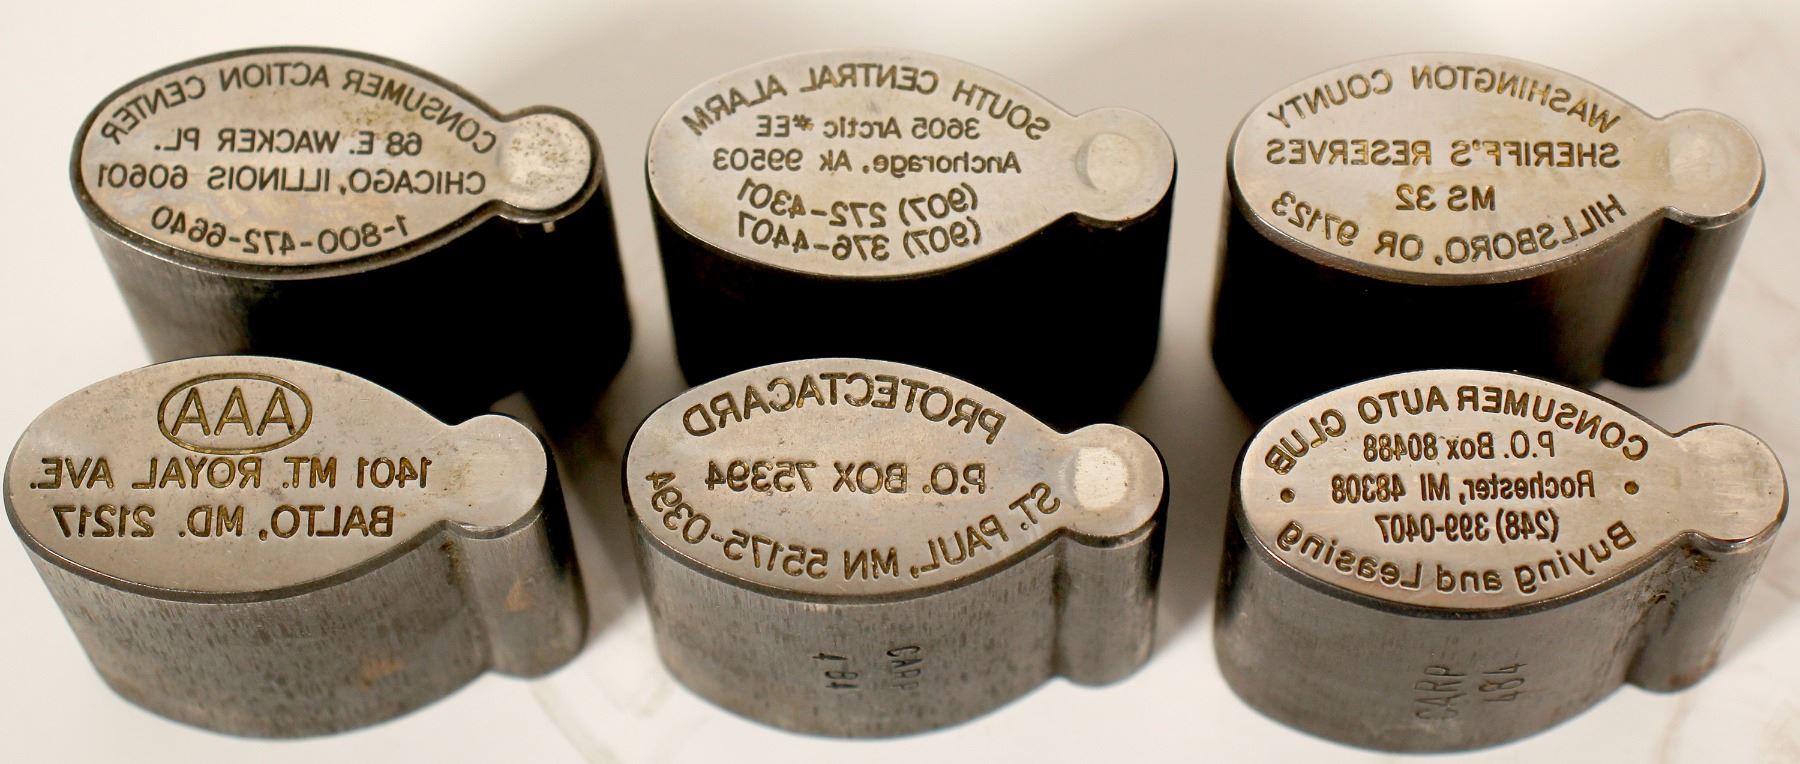 CONSUMER ACTION CENTER
68 E. WACKER PL.
CHICAGO, ILLINOIS 60601
1-800-472-6640
SOUTH CENTRAL ALARM
3605 Arctic #EE
Anchorage, Ak 99503
(907) 272-4301
(907) 376-4407
WASHINGTON COUNTY
SHERIFF'S RESERVES
MS 32
HILLSBORO, OR 97123
AAA
1401 MT. ROYAL AVE.
BALTO, MD. 21217
PROTECTACARD
P.O. BOX 75394
ST. PAUL, MN 55175-0394
CARP
4 84
CONSUMER AUTO CLUB
P.O. Box 80488
• Rochester, MI 48308 •
(248) 399-0407
Buying and Leasing
CARP
484